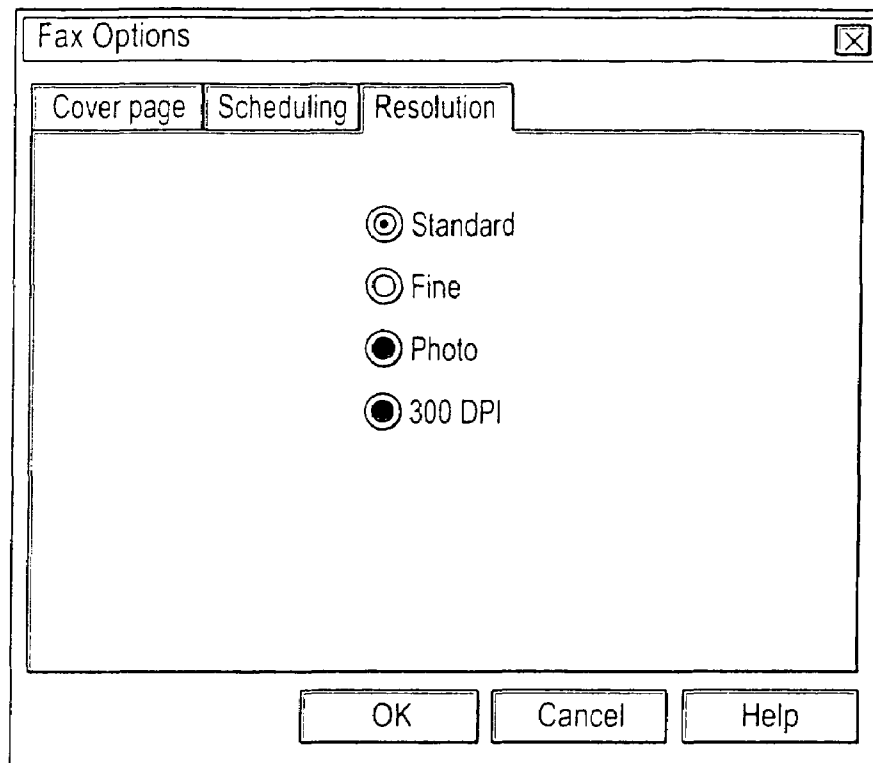 Fax Options
Cover page Scheduling Resolution
Standard
Fine
Photo
300 DPI
OK Cancel Help